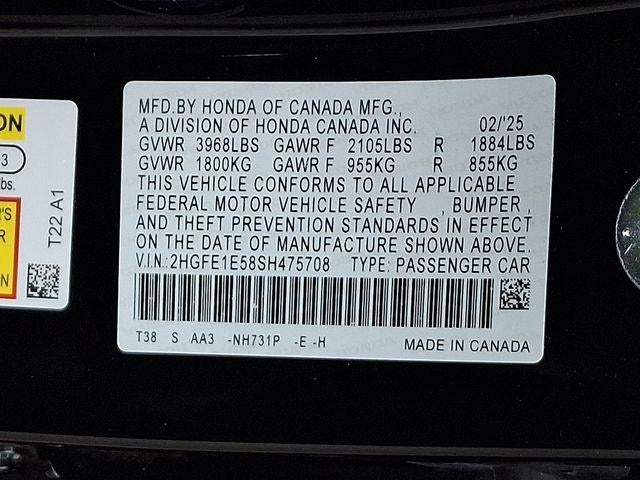 ON
3
lbs.
R'S
R
N
T22 A1
MFD.BY HONDA OF CANADA MFG.,
A DIVISION OF HONDA CANADA INC. 02/'25
GVWR 3968LBS GAWR F 2105LBS R 1884LBS
GVWR 1800KG GAWR F 955KG R 855KG
THIS VEHICLE CONFORMS TO ALL APPLICABLE
FEDERAL MOTOR VEHICLE SAFETY , BUMPER ,
AND THEFT PREVENTION STANDARDS IN EFFECT
ON THE DATE OF MANUFACTURE SHOWN ABOVE.
V.I.N.:2HGFE1E58SH475708 TYPE: PASSENGER CAR
T38 S AA3 -NH731P -E -H
MADE IN CANADA